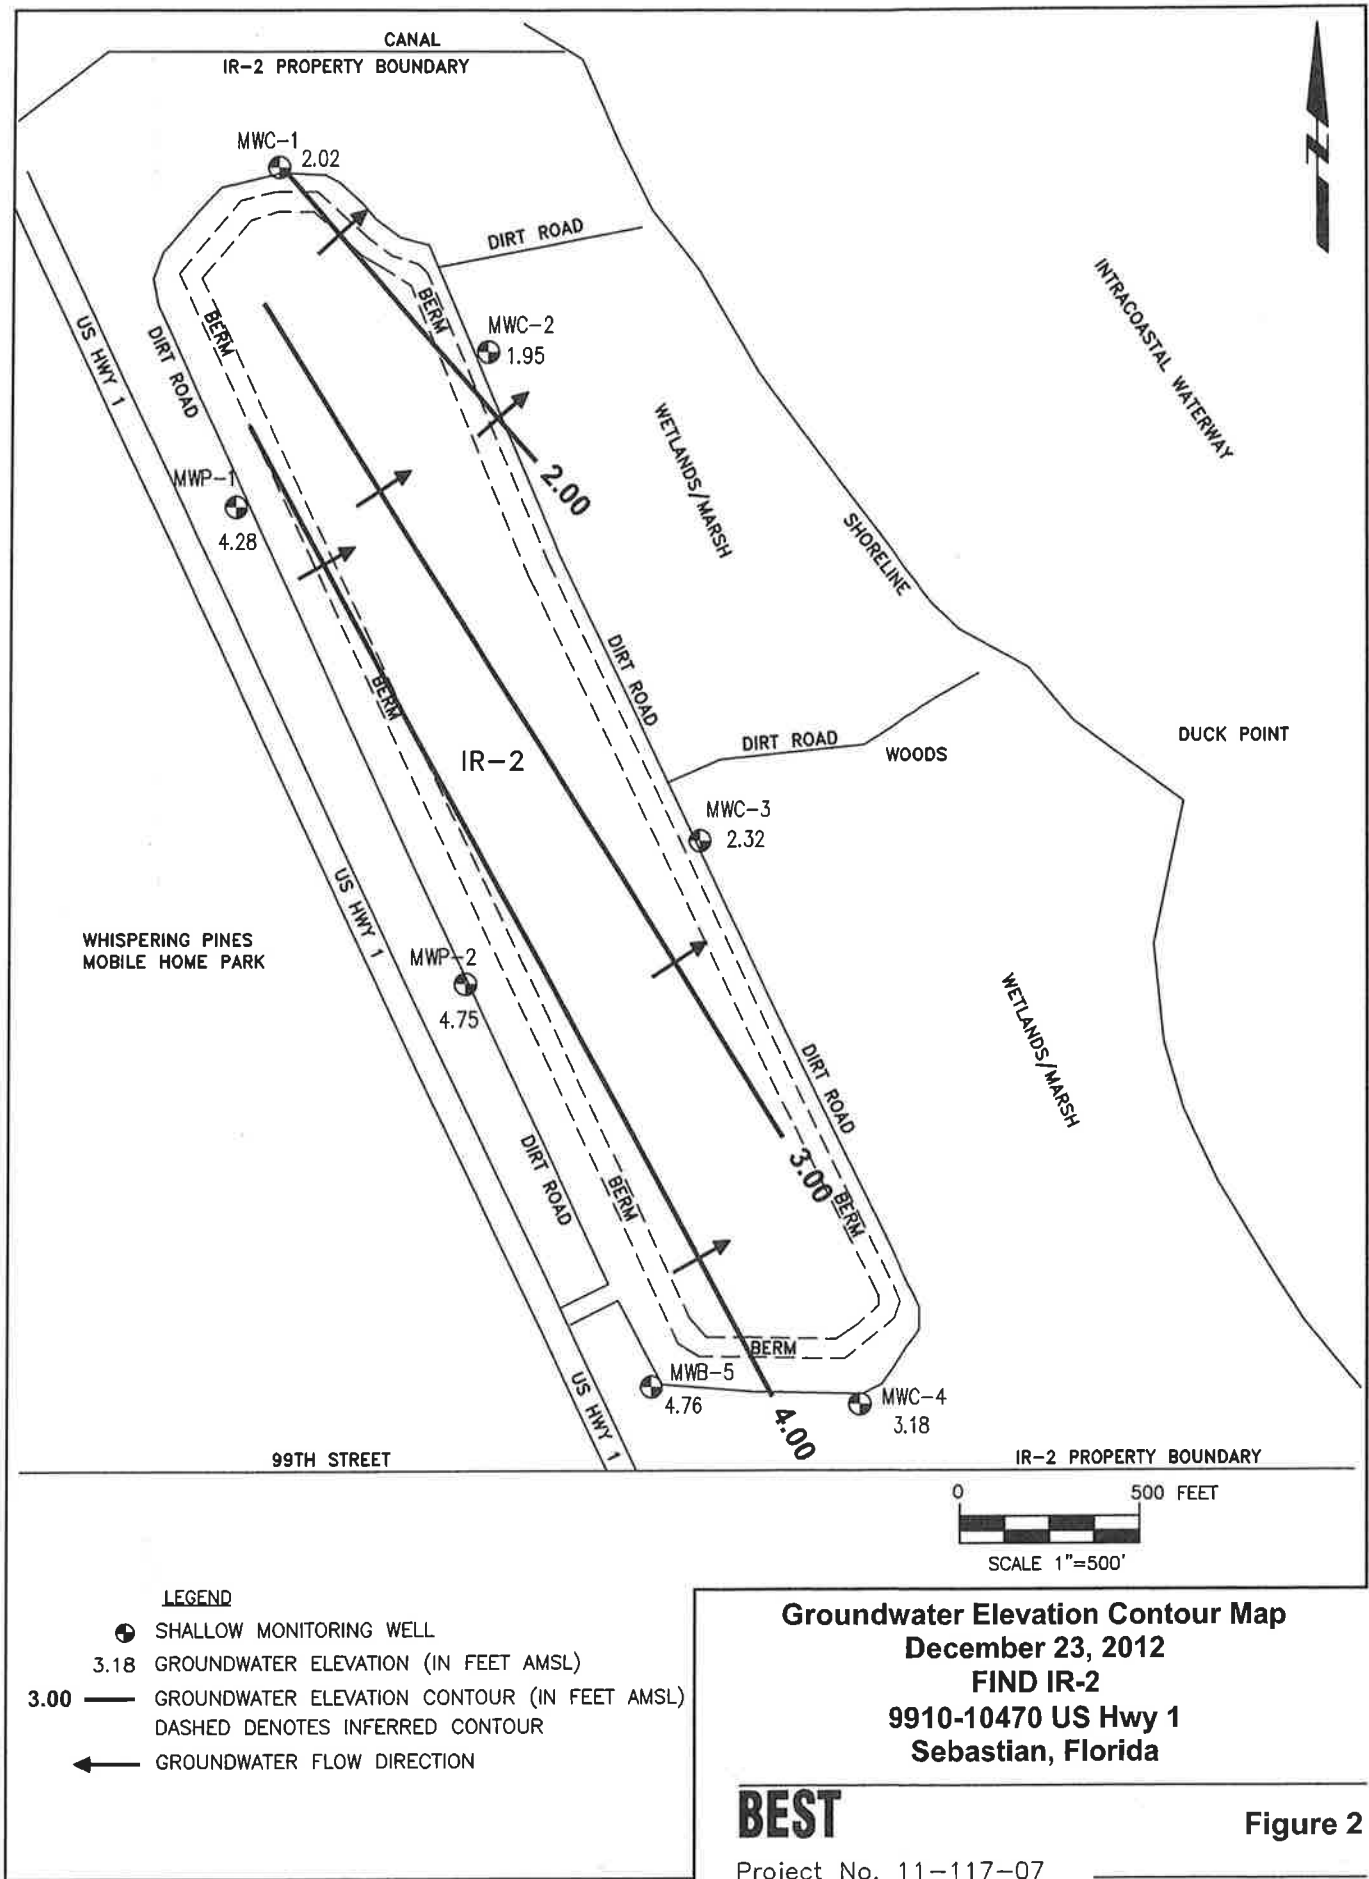 CANAL
IR-2 PROPERTY BOUNDARY
MWC-1
2.02
DIRT ROAD
BERM
BERM
MWC-2
1.95
INTRACOASTAL WATERWAY
US HWY 1
DIRT ROAD
WETLANDS/MARSH
MWP-1
4.28
2.00
SHORELINE
DIRT ROAD
BERM
IR-2
DIRT ROAD
WOODS
DUCK POINT
MWC-3
2.32
US HWY 1
WHISPERING PINES
MOBILE HOME PARK
MWP-2
4.75
WETLANDS/MARSH
DIRT ROAD
DIRT ROAD
3.00
BERM
BERM
BERM
MWB-5
4.76
MWC-4
3.18
US HWY 1
4.00
99TH STREET
IR-2 PROPERTY BOUNDARY
0 500 FEET
SCALE 1"=500'
LEGEND
SHALLOW MONITORING WELL
3.18 GROUNDWATER ELEVATION (IN FEET AMSL)
3.00 GROUNDWATER ELEVATION CONTOUR (IN FEET AMSL)
DASHED DENOTES INFERRED CONTOUR
GROUNDWATER FLOW DIRECTION
Groundwater Elevation Contour Map
December 23, 2012
FIND IR-2
9910-10470 US Hwy 1
Sebastian, Florida
BEST
Figure 2
Project No. 11-117-07